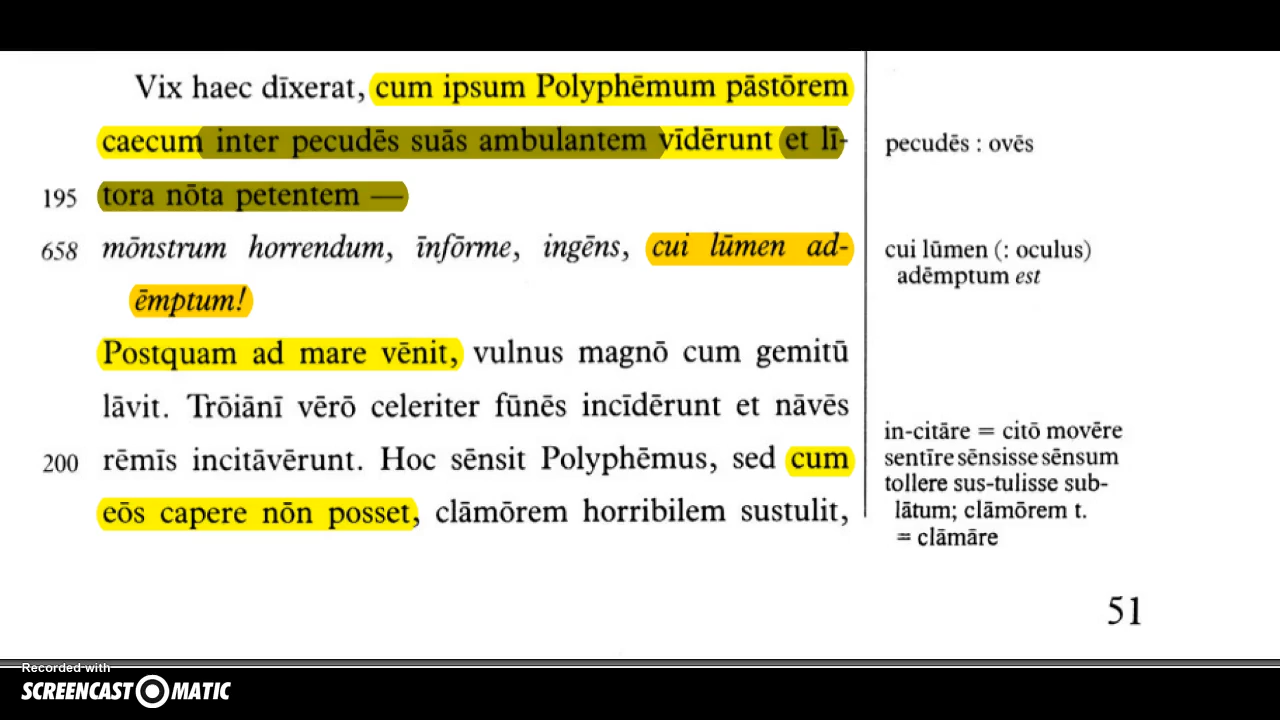 Vix haec dīxerat, cum ipsum Polyphēmum pāstōrem
caecum inter pecudēs suās ambulantem vīdērunt et lī-
195 tora nōta petentem —
658 mōnstrum horrendum, īnfōrme, ingēns, cui lūmen ad-
ēmptum!
Postquam ad mare vēnit, vulnus magnō cum gemitū
lāvit. Trōiānī vērō celeriter fūnēs incīdērunt et nāvēs
200 rēmīs incitāvērunt. Hoc sēnsit Polyphēmus, sed cum
eōs capere nōn posset, clāmōrem horribilem sustulit,
pecudēs : ovēs
cui lūmen (: oculus)
adēmptum est
in-citāre = citō movēre
sentīre sēnsisse sēnsum
tollere sus-tulisse sub-
lātum; clāmōrem t.
= clāmāre
51
Recorded with
SCREENCAST O MATIC